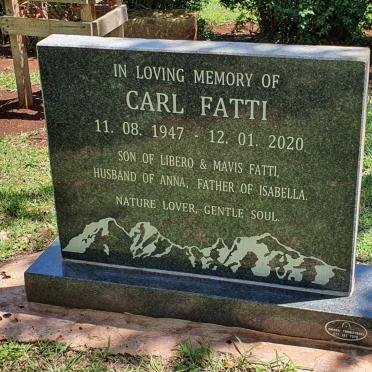 IN LOVING MEMORY OF
CARL FATTI
11. 08. 1947 - 12. 01. 2020
SON OF LIBERO & MAVIS FATTI,
HUSBAND OF ANNA, FATHER OF ISABELLA.
NATURE LOVER, GENTLE SOUL.